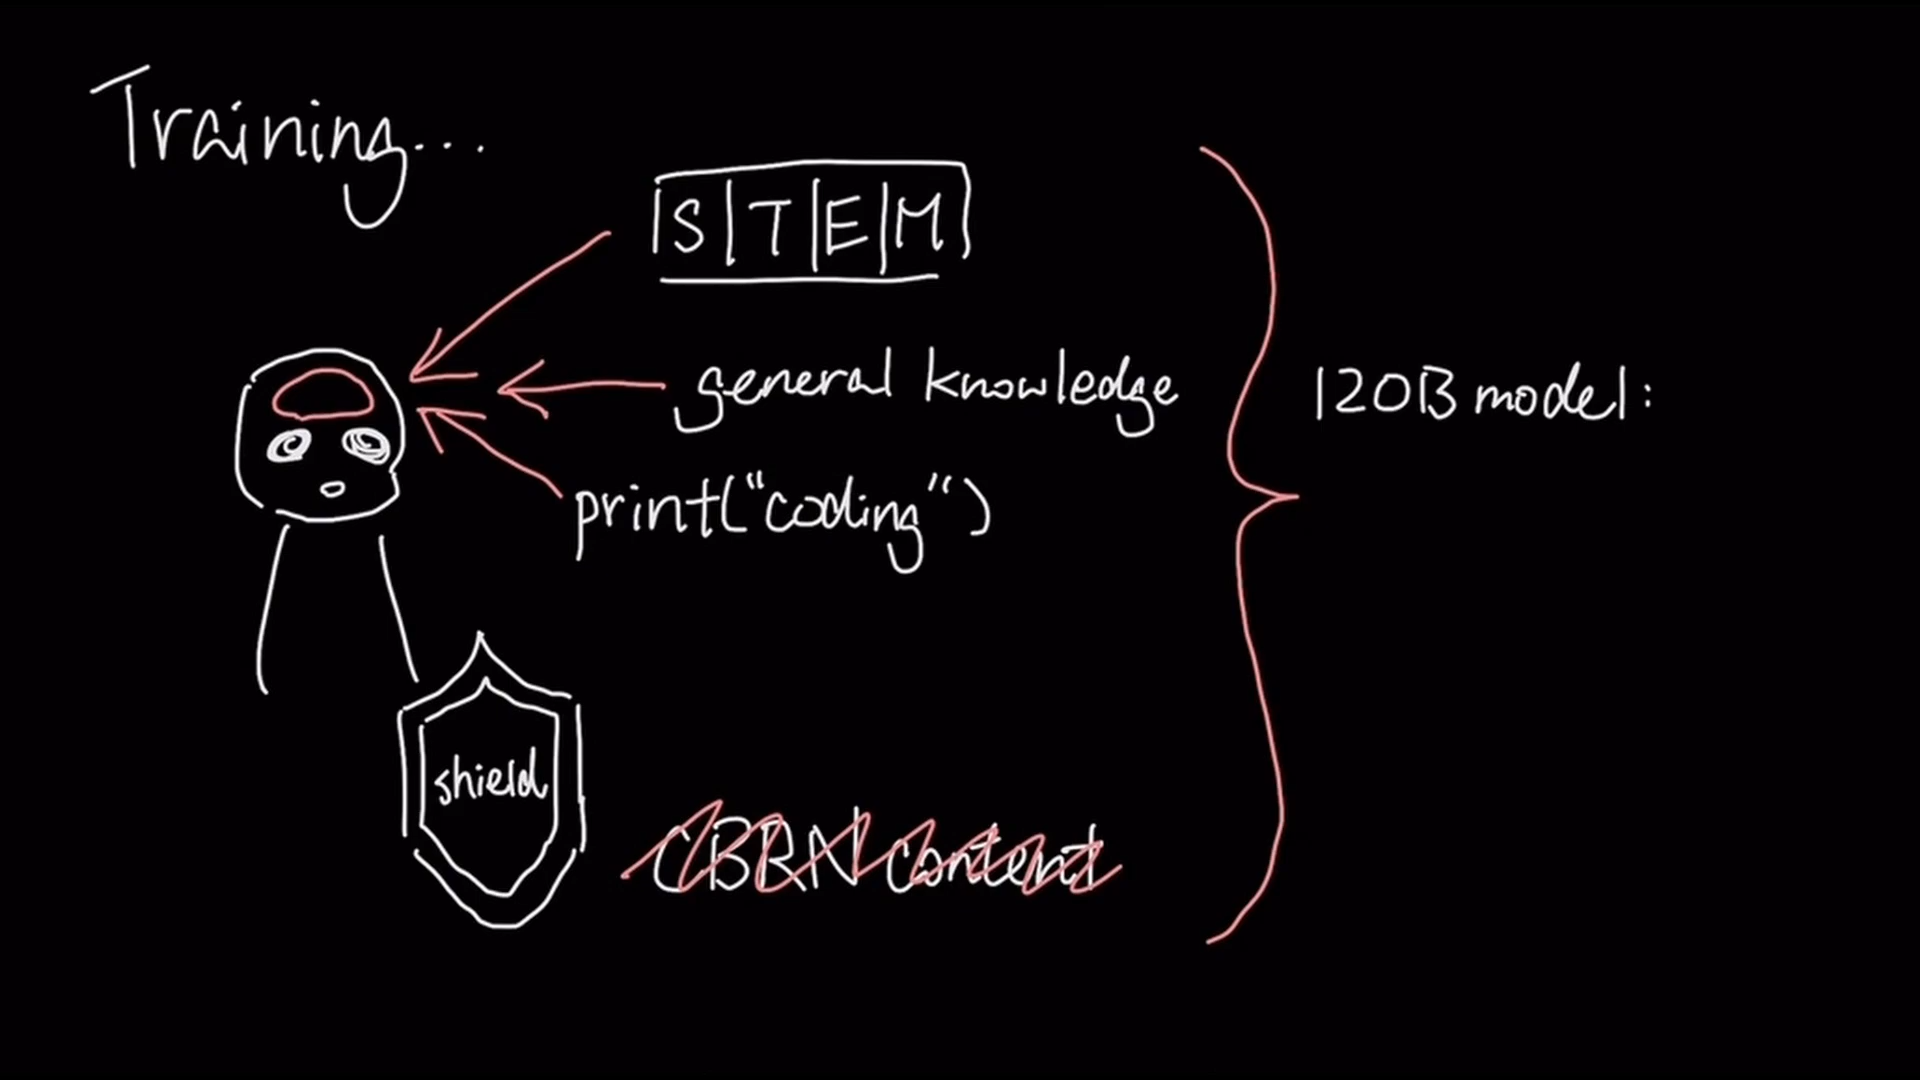 Training...
S|T|E|M
general knowledge
120B model:
print("coding")
shield
CBRN content